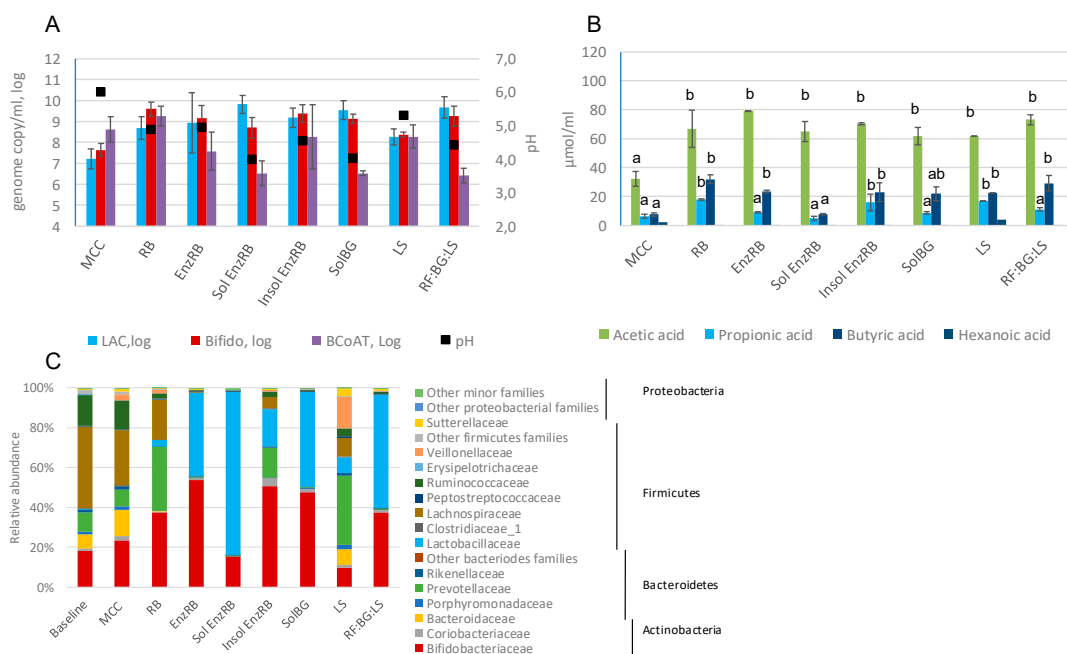 A
genome copy/ml, log
12
11
10
9
8
7
6
5
4
7,0
6,0
5,0
4,0
3,0
2,0
pH
MCC
RB
EnzRB
Sol EnzRB
Insol EnzRB
SolBG
LS
RF:BG:LS
LAC,log
Bifido, log
BCoAT, Log
pH
B
µmol/ml
120
100
80
60
40
20
0
a
a
a
b
b
b
b
a
b
b
a
a
b
b
b
b
a
ab
b
b
b
b
a
b
MCC
RB
EnzRB
Sol EnzRB
Insol EnzRB
SolBG
LS
RF:BG:LS
Acetic acid
Propionic acid
Butyric acid
Hexanoic acid
C
Relative abundance
100%
80%
60%
40%
20%
0%
Baseline
MCC
RB
EnzRB
Sol EnzRB
Insol EnzRB
SolBG
LS
RF:BG:LS
Other minor families
Other proteobacterial families
Sutterellaceae
Other firmicutes families
Veillonellaceae
Erysipelotrichaceae
Ruminococcaceae
Peptostreptococcaceae
Lachnospiraceae
Clostridiaceae_1
Lactobacillaceae
Other bacteriodes families
Rikenellaceae
Prevotellaceae
Porphyromonadaceae
Bacteroidaceae
Coriobacteriaceae
Bifidobacteriaceae
Proteobacteria
Firmicutes
Bacteroidetes
Actinobacteria